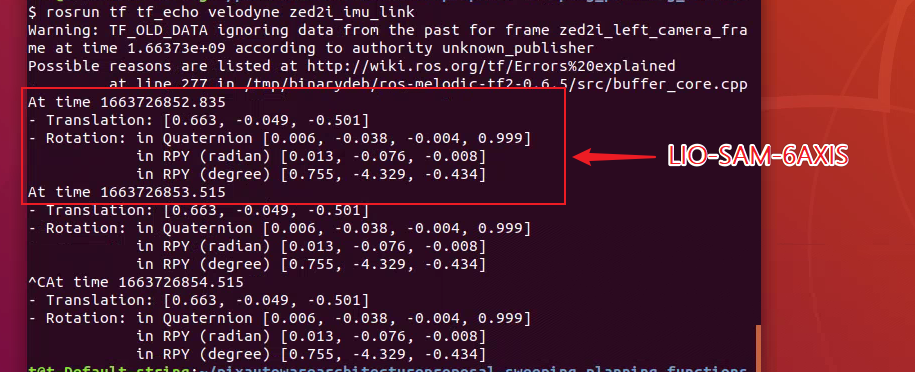 $ rosrun tf tf_echo velodyne zed2i_imu_link
Warning: TF_OLD_DATA ignoring data from the past for frame zed2i_left_camera_fra
me at time 1.66373e+09 according to authority unknown_publisher
Possible reasons are listed at http://wiki.ros.org/tf/Errors%20explained
         at line 277 in /tmp/binarydeb/ros-melodic-tf2-0.6.5/src/buffer_core.cpp
At time 1663726852.835
- Translation: [0.663, -0.049, -0.501]
- Rotation: in Quaternion [0.006, -0.038, -0.004, 0.999]
            in RPY (radian) [0.013, -0.076, -0.008]
            in RPY (degree) [0.755, -4.329, -0.434]
At time 1663726853.515
- Translation: [0.663, -0.049, -0.501]
- Rotation: in Quaternion [0.006, -0.038, -0.004, 0.999]
            in RPY (radian) [0.013, -0.076, -0.008]
            in RPY (degree) [0.755, -4.329, -0.434]
^CAt time 1663726854.515
- Translation: [0.663, -0.049, -0.501]
- Rotation: in Quaternion [0.006, -0.038, -0.004, 0.999]
            in RPY (radian) [0.013, -0.076, -0.008]
            in RPY (degree) [0.755, -4.329, -0.434]
LIO-SAM-6AXIS